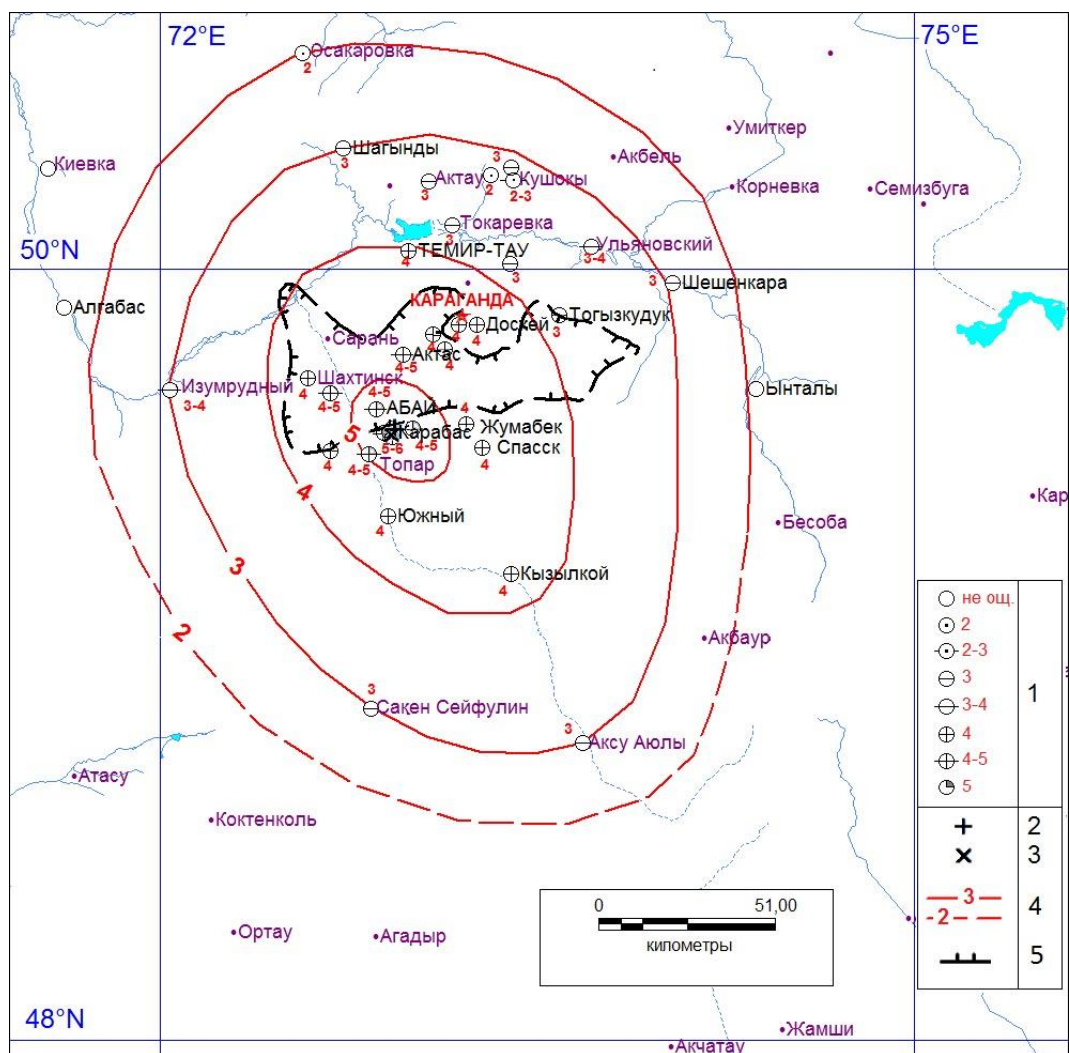 72°E
75°E
Осакаровка
2
Умиткер
Шагынды
3
3
Акбель
Киевка
Актау
3
2
Кушокы
2-3
Корневка
Семизбуга
Токаревка
3
50°N
ТЕМИР-ТАУ
4
3
Ульяновский
3-4
3
Шешенкара
Алгабас
КАРАГАНДА
4
Доскей
4
Тогызкудук
3
Сарань
4
4
Актас
4-5
Изумрудный
3-4
Шахтинск
4
4-5
4-5
АБАЙ
Ынталы
5
Карабас
5-6
4-5
4
Жумабек
4
Топар
4-5
Спасск
4
4
Южный
4
Кар
Бесоба
3
Кызылкой
4
2
Акбаур
3
Сакен Сейфулин
3
Аксу Аюлы
Атасу
Коктенколь
Ортау
Агадыр
0 51,00
километры
48°N
Жамши
Акчатау
не ощ.
2
2-3
3
3-4
4
4-5
5
1
2
3
3
2
4
5